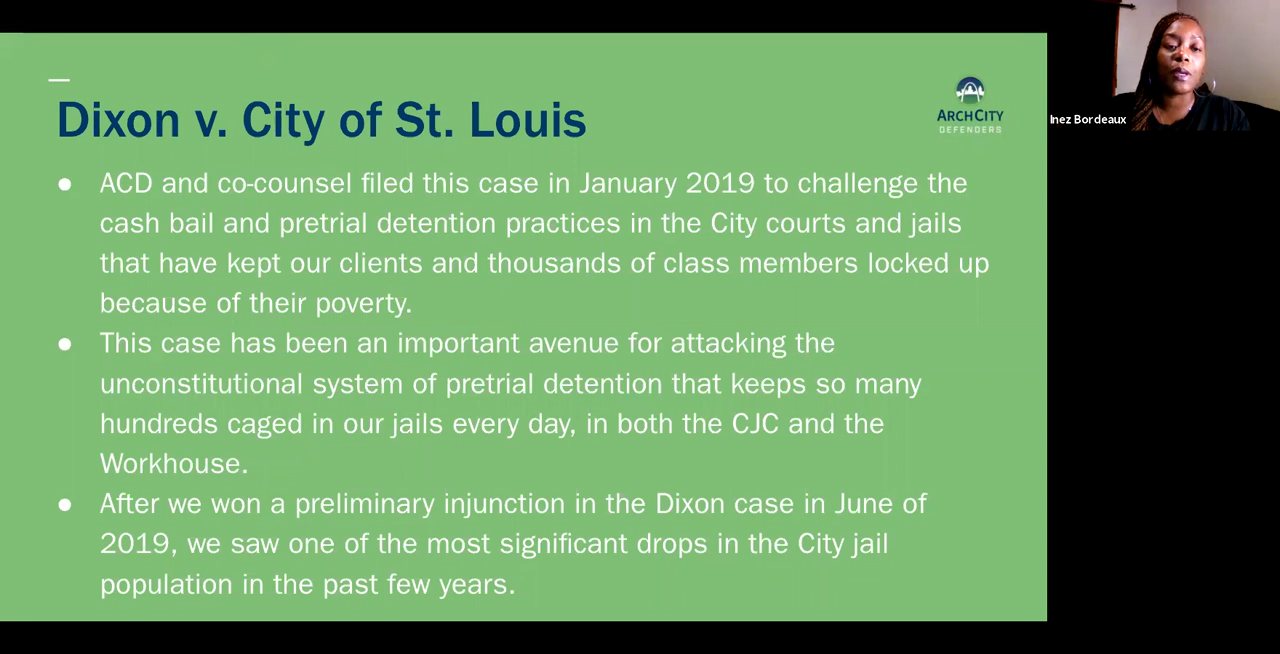 Dixon v. City of St. Louis
ARCHCITY
DEFENDERS
Inez Bordeaux
● ACD and co-counsel filed this case in January 2019 to challenge the
cash bail and pretrial detention practices in the City courts and jails
that have kept our clients and thousands of class members locked up
because of their poverty.
● This case has been an important avenue for attacking the
unconstitutional system of pretrial detention that keeps so many
hundreds caged in our jails every day, in both the CJC and the
Workhouse.
● After we won a preliminary injunction in the Dixon case in June of
2019, we saw one of the most significant drops in the City jail
population in the past few years.